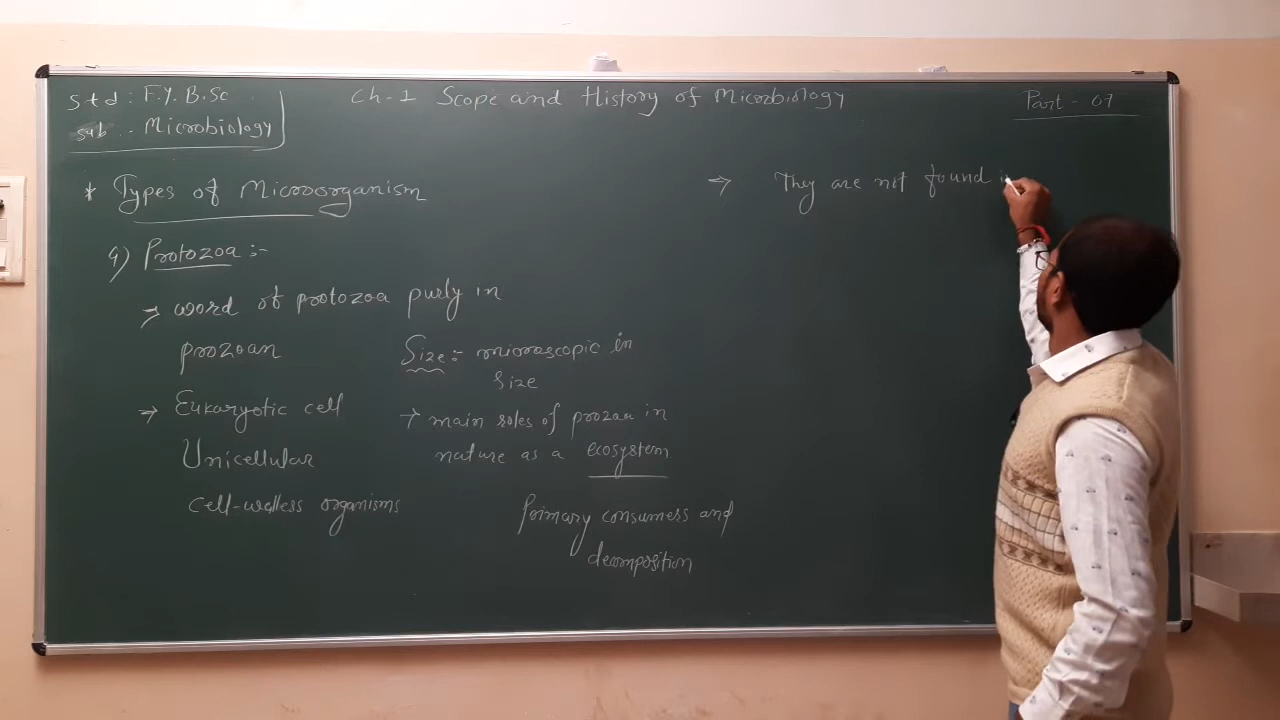 Std : F.Y. B.Sc
Sub :- Microbiology
Ch-1 Scope and History of Microbiology
Part - 07
* Types of Microorganism
4) Protozoa :-
→ word of protozoa purly in
prozoan
→ Eukaryotic cell
Unicellular
Cell-walless organisms
Size :- microscopic in
size
→ main roles of prozaa in
nature as a ecosystem
Primary consumess and
decomposition
⇒ They are not found